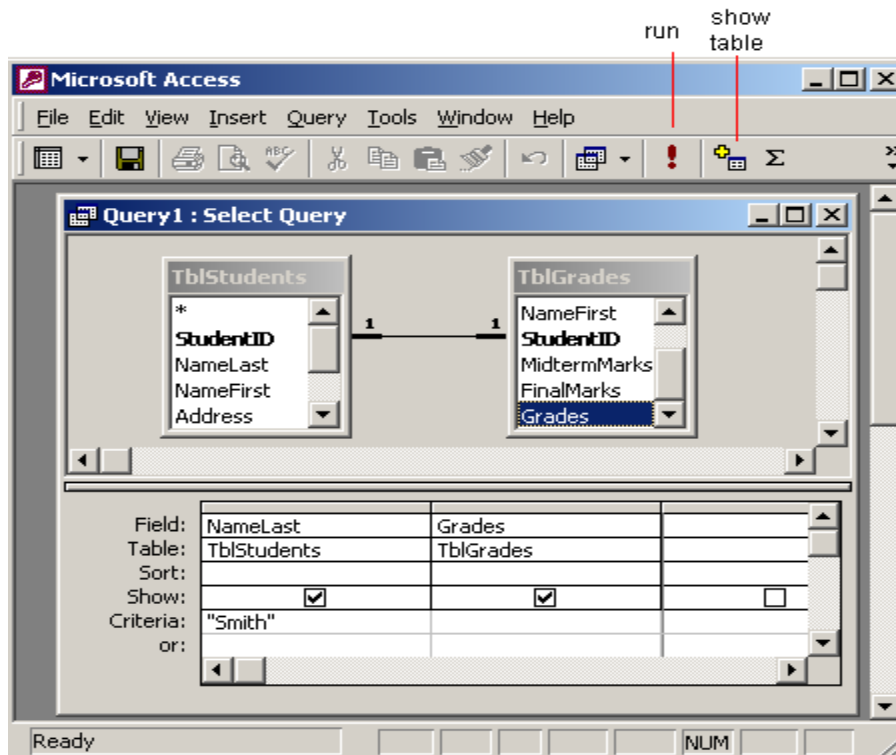 run
show
table
Microsoft Access
File Edit View Insert Query Tools Window Help
ABC
Σ
Query1 : Select Query
TblStudents
*
StudentID
NameLast
NameFirst
Address
1 1
TblGrades
NameFirst
StudentID
MidtermMarks
FinalMarks
Grades
Field: NameLast Grades
Table: TblStudents TblGrades
Sort:
Show:
Criteria: "Smith"
or:
Ready NUM